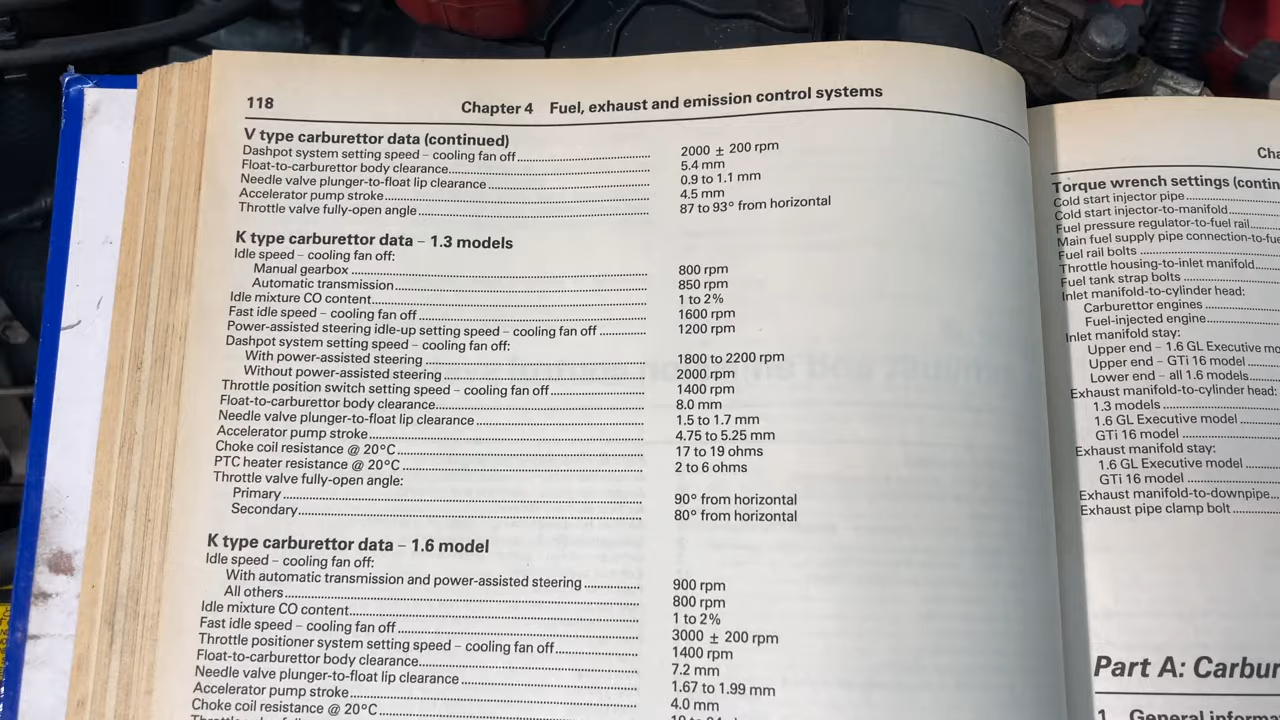 118
Chapter 4 Fuel, exhaust and emission control systems
V type carburettor data (continued)
Dashpot system setting speed – cooling fan off 2000 ± 200 rpm
Float-to-carburettor body clearance 5.4 mm
Needle valve plunger-to-float lip clearance 0.9 to 1.1 mm
Accelerator pump stroke 4.5 mm
Throttle valve fully-open angle 87 to 93° from horizontal
K type carburettor data – 1.3 models
Idle speed – cooling fan off:
Manual gearbox 800 rpm
Automatic transmission 850 rpm
Idle mixture CO content 1 to 2%
Fast idle speed – cooling fan off 1600 rpm
Power-assisted steering idle-up setting speed – cooling fan off 1200 rpm
Dashpot system setting speed – cooling fan off:
With power-assisted steering 1800 to 2200 rpm
Without power-assisted steering 2000 rpm
Throttle position switch setting speed – cooling fan off 1400 rpm
Float-to-carburettor body clearance 8.0 mm
Needle valve plunger-to-float lip clearance 1.5 to 1.7 mm
Accelerator pump stroke 4.75 to 5.25 mm
Choke coil resistance @ 20°C 17 to 19 ohms
PTC heater resistance @ 20°C 2 to 6 ohms
Throttle valve fully-open angle:
Primary 90° from horizontal
Secondary 80° from horizontal
K type carburettor data – 1.6 model
Idle speed – cooling fan off:
With automatic transmission and power-assisted steering 900 rpm
All others 800 rpm
Idle mixture CO content 1 to 2%
Fast idle speed – cooling fan off 3000 ± 200 rpm
Throttle positioner system setting speed – cooling fan off 1400 rpm
Float-to-carburettor body clearance 7.2 mm
Needle valve plunger-to-float lip clearance 1.67 to 1.99 mm
Accelerator pump stroke 4.0 mm
Choke coil resistance @ 20°C
Torque wrench settings
Cold start injector pipe
Cold start injector-to-manifold
Fuel pressure regulator-to-fuel rail
Main fuel supply pipe
Fuel rail bolts
Throttle housing-to-inlet manifold
Fuel tank strap bolts
Inlet manifold-to-cylinder head:
Carburettor engines
Fuel-injected engine
Inlet manifold stay:
Upper end – 1.6 GL Executive
Upper end – GTi 16 model
Lower end – all 1.6 models
Exhaust manifold-to-cylinder head:
1.3 models
1.6 GL Executive model
GTi 16 model
Exhaust manifold stay:
1.6 GL Executive model
GTi 16 model
Exhaust manifold-to-downpipe
Exhaust pipe clamp bolt
Part A:
1 General